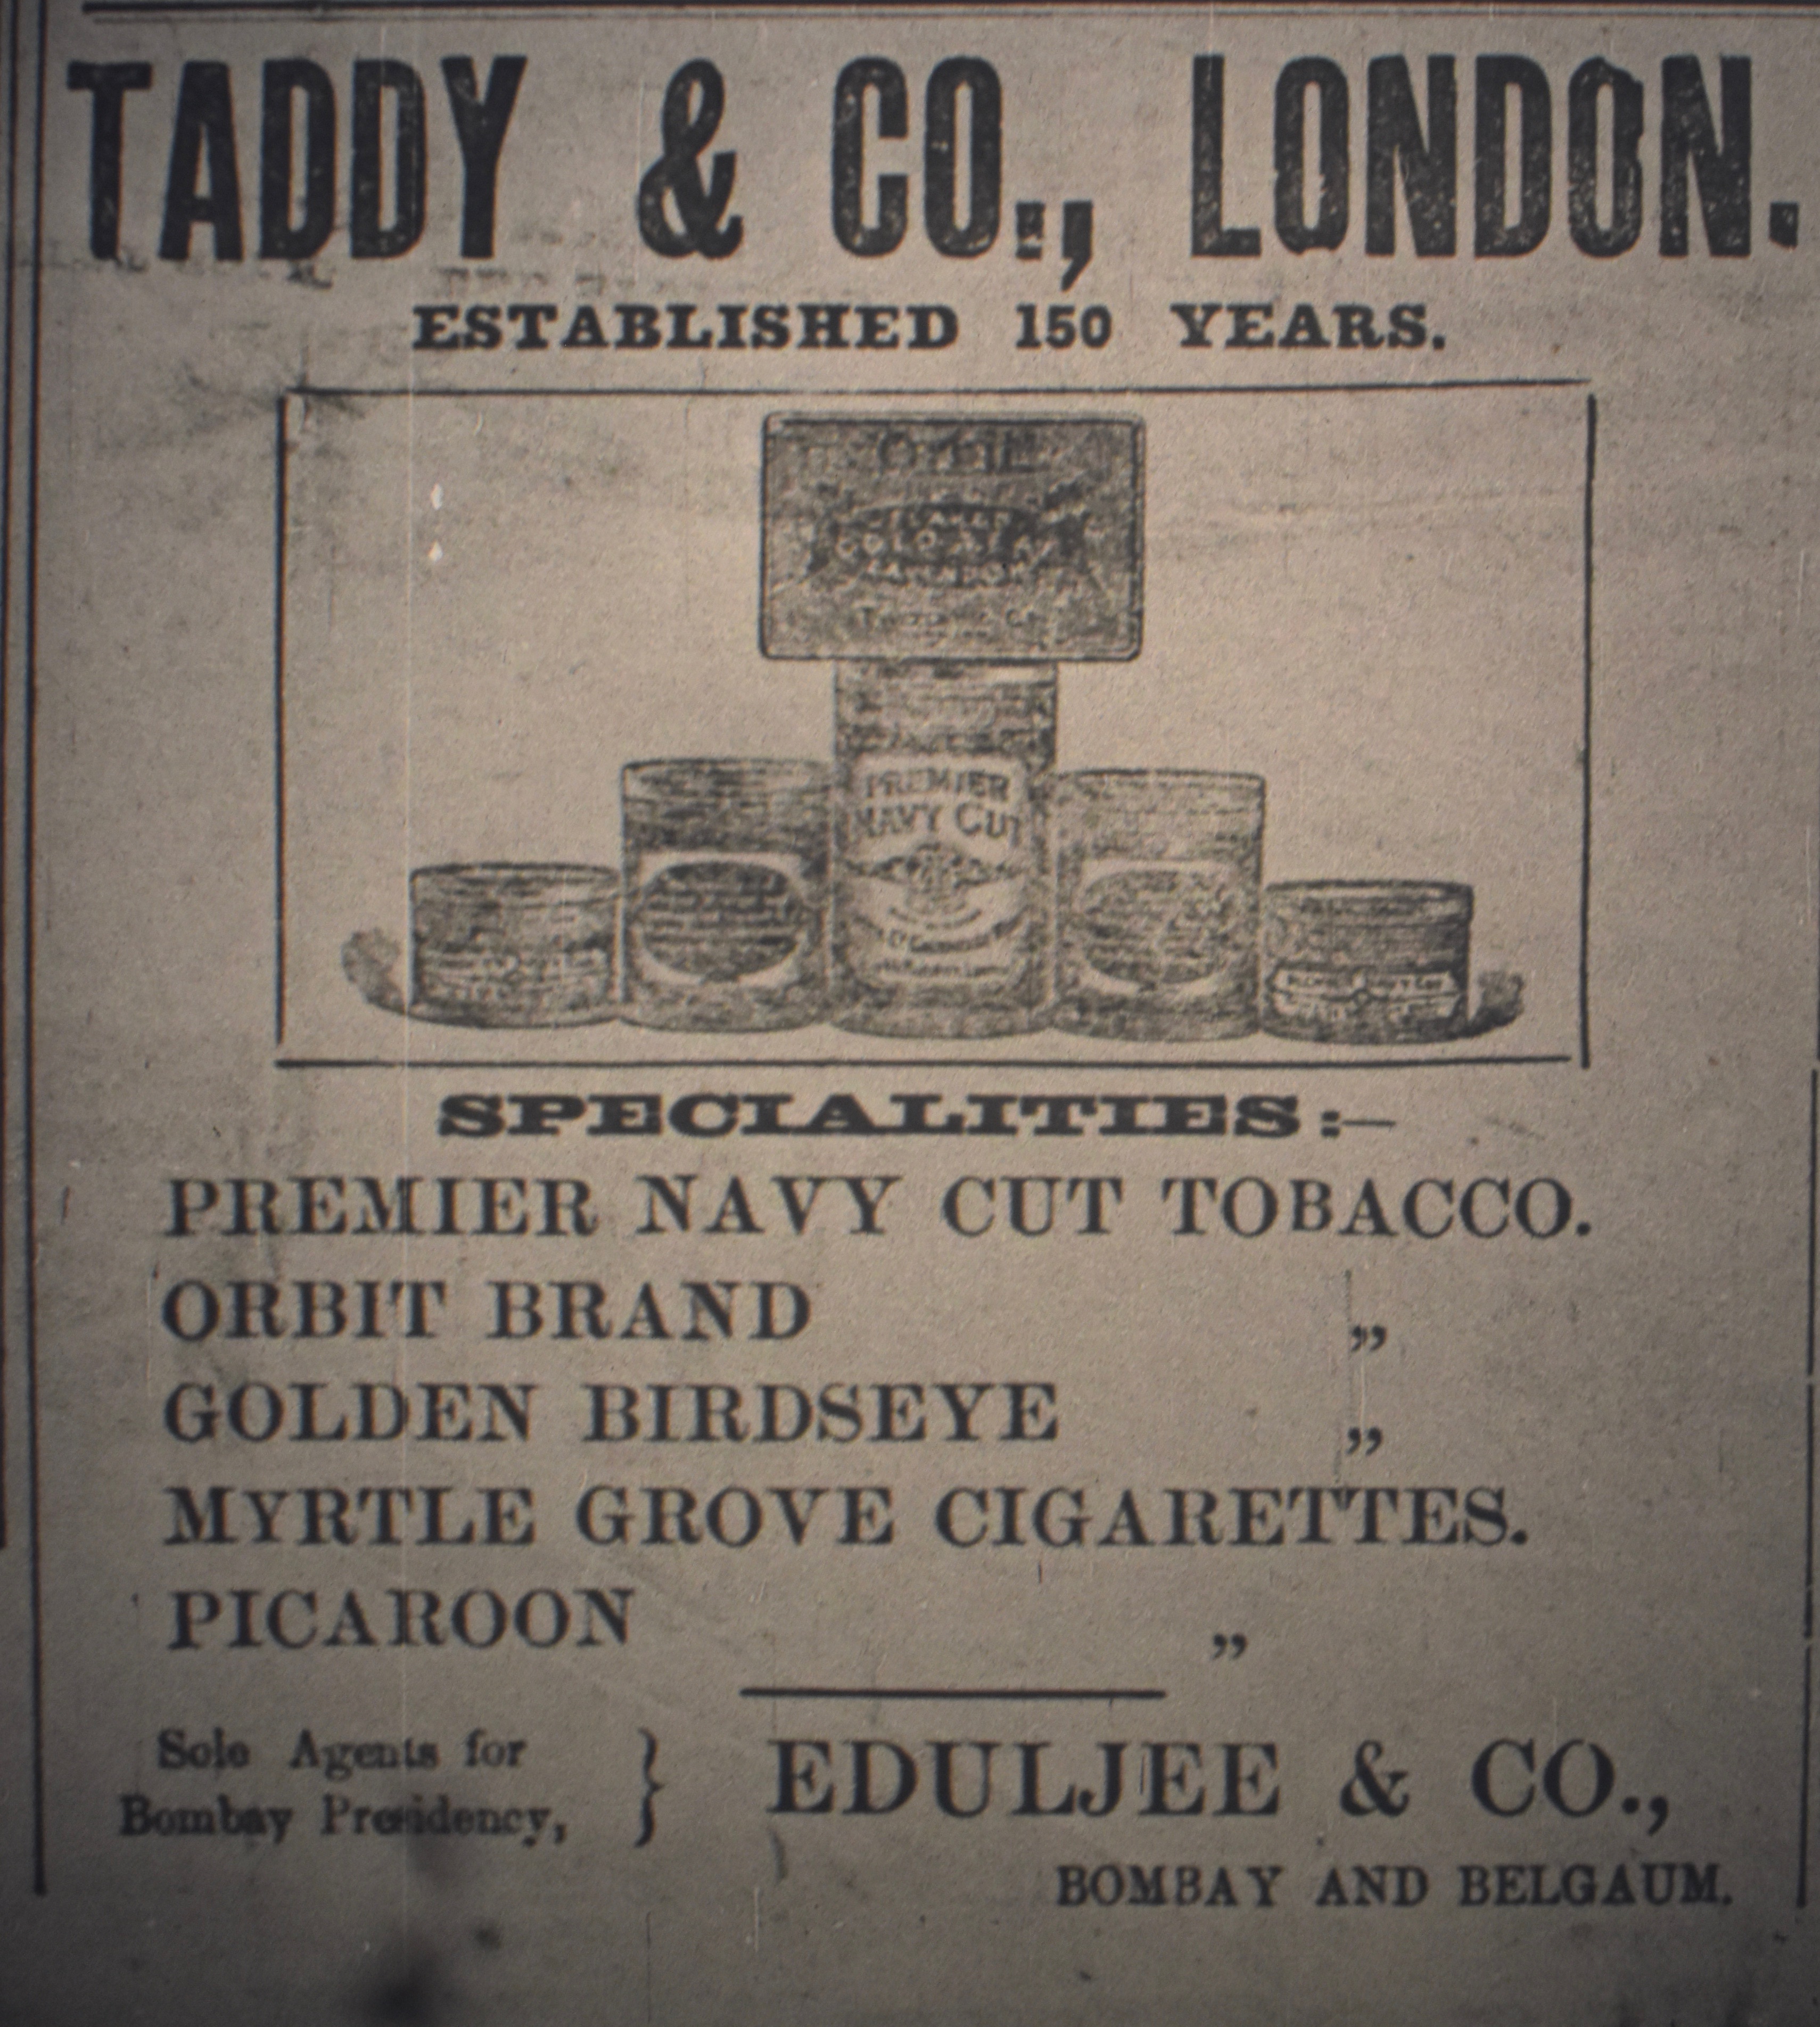 TADDY & CO., LONDON.
ESTABLISHED 150 YEARS.
PREMIER
NAVY CUT
SPECIALITIES:—
PREMIER NAVY CUT TOBACCO.
ORBIT BRAND „
GOLDEN BIRDSEYE „
MYRTLE GROVE CIGARETTES.
PICAROON „
Sole Agents for
Bombay Presidency,
} EDULJEE & CO.,
BOMBAY AND BELGAUM.